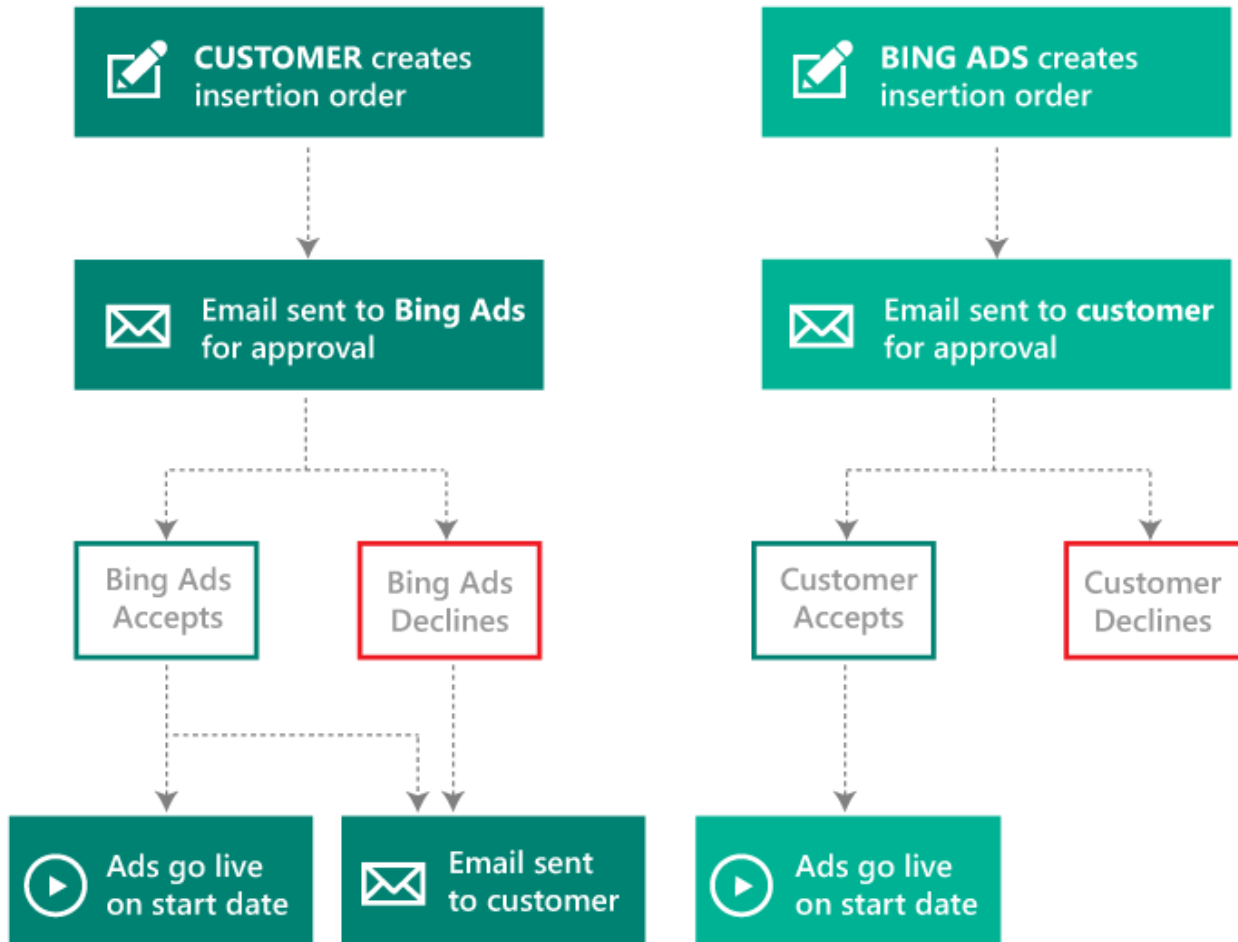 CUSTOMER creates
insertion order
BING ADS creates
insertion order
Email sent to Bing Ads
for approval
Email sent to customer
for approval
Bing Ads
Accepts
Bing Ads
Declines
Customer
Accepts
Customer
Declines
Ads go live
on start date
Email sent
to customer
Ads go live
on start date